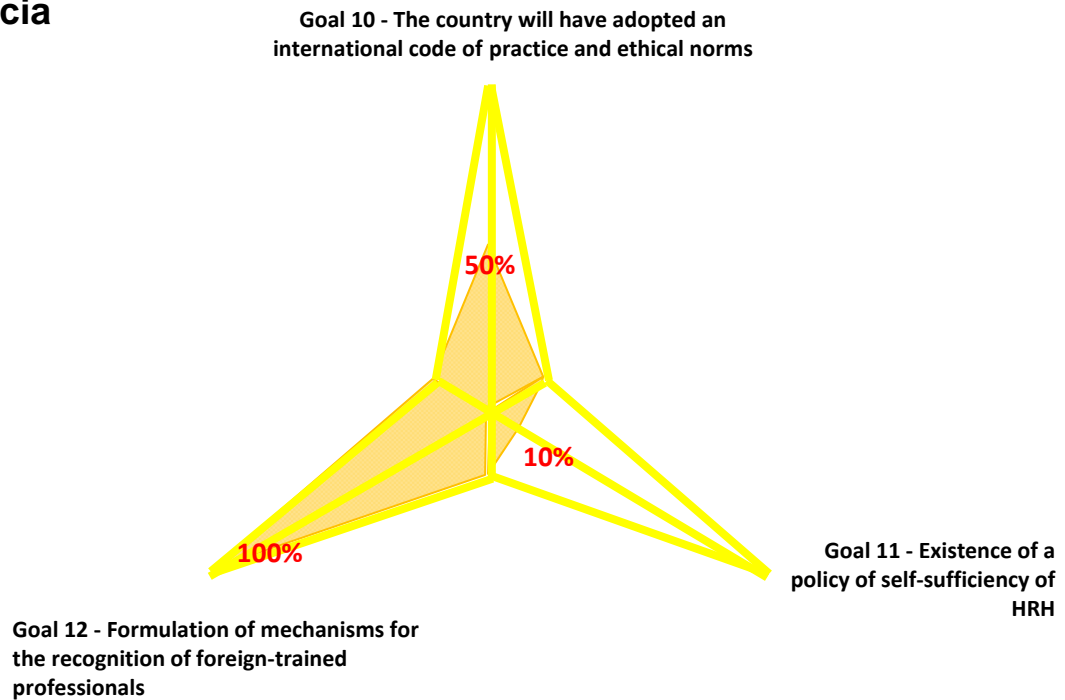 cia
Goal 10 - The country will have adopted an
international code of practice and ethical norms
50%
10%
100%
Goal 11 - Existence of a
policy of self-sufficiency of
HRH
Goal 12 - Formulation of mechanisms for
the recognition of foreign-trained
professionals